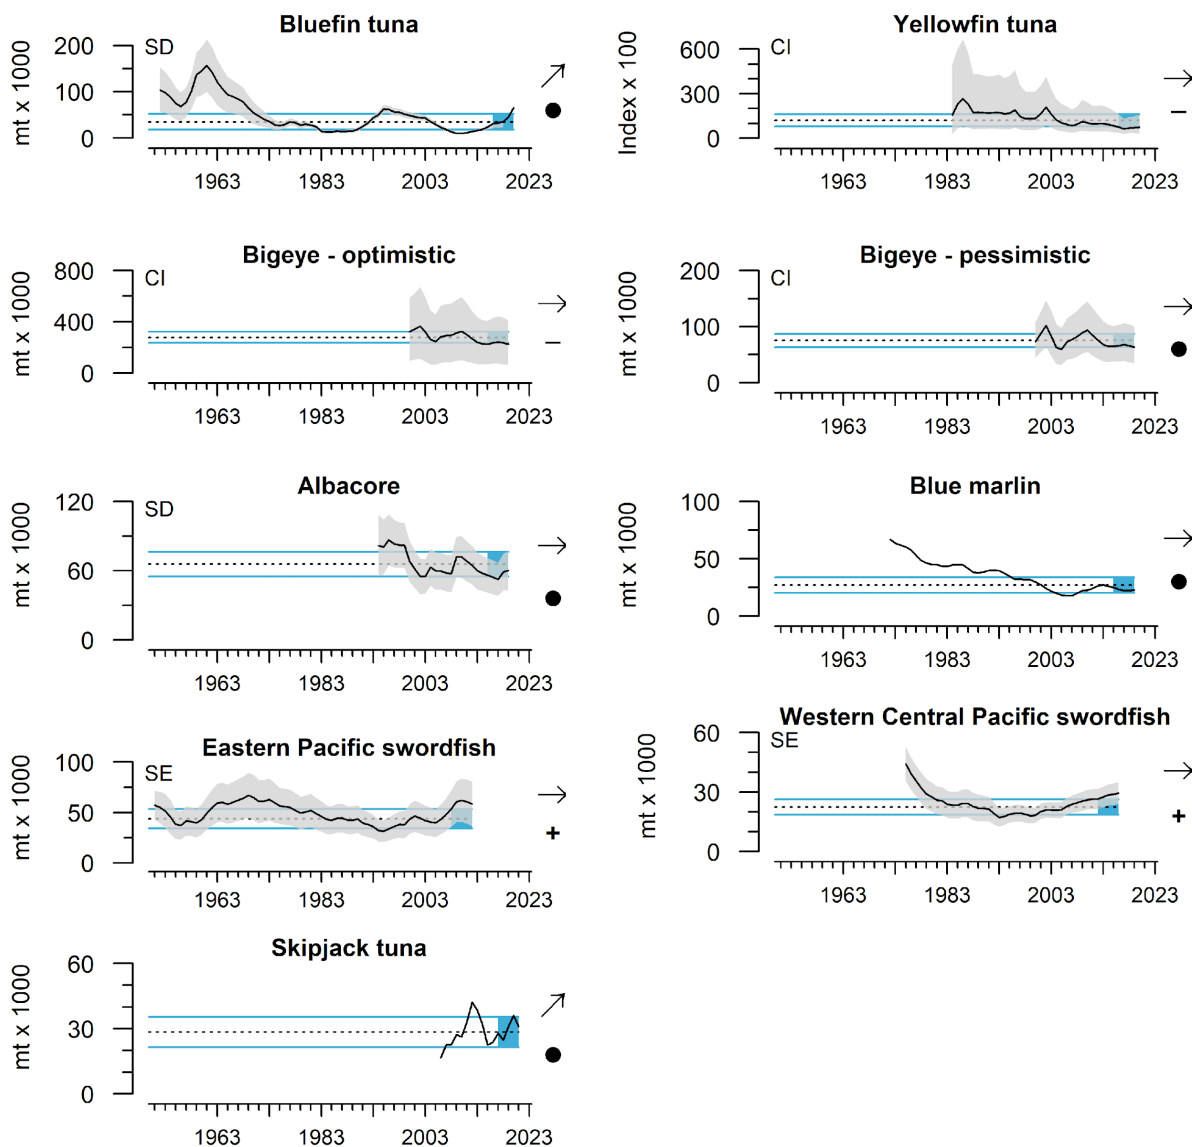 Bluefin tuna
SD
mt x 1000
200
100
0
1963 1983 2003 2023
Yellowfin tuna
CI
Index x 100
600
300
0
1963 1983 2003 2023
Bigeye - optimistic
CI
mt x 1000
800
400
0
1963 1983 2003 2023
Bigeye - pessimistic
CI
mt x 1000
200
100
0
1963 1983 2003 2023
Albacore
SD
mt x 1000
120
60
0
1963 1983 2003 2023
Blue marlin
mt x 1000
100
50
0
1963 1983 2003 2023
Eastern Pacific swordfish
SE
mt x 1000
100
50
0
1963 1983 2003 2023
Western Central Pacific swordfish
SE
mt x 1000
60
30
0
1963 1983 2003 2023
Skipjack tuna
mt x 1000
60
30
0
1963 1983 2003 2023